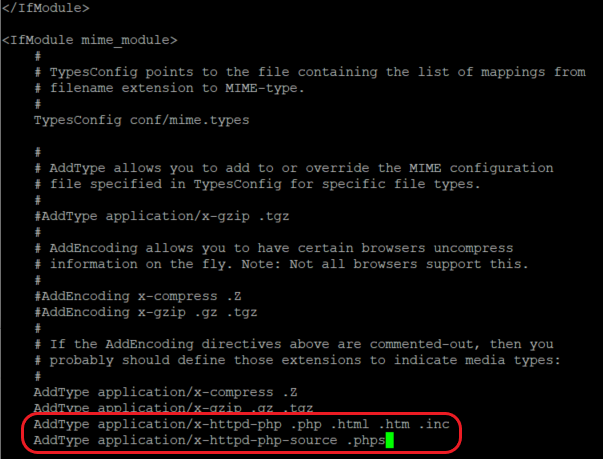 </IfModule>
<IfModule mime_module>
#
# TypesConfig points to the file containing the list of mappings from
# filename extension to MIME-type.
#
TypesConfig conf/mime.types
#
# AddType allows you to add to or override the MIME configuration
# file specified in TypesConfig for specific file types.
#
#AddType application/x-gzip .tgz
#
# AddEncoding allows you to have certain browsers uncompress
# information on the fly. Note: Not all browsers support this.
#
#AddEncoding x-compress .Z
#AddEncoding x-gzip .gz .tgz
#
# If the AddEncoding directives above are commented-out, then you
# probably should define those extensions to indicate media types:
#
AddType application/x-compress .Z
AddType application/x-gzip .gz .tgz
AddType application/x-httpd-php .php .html .htm .inc
AddType application/x-httpd-php-source .phps